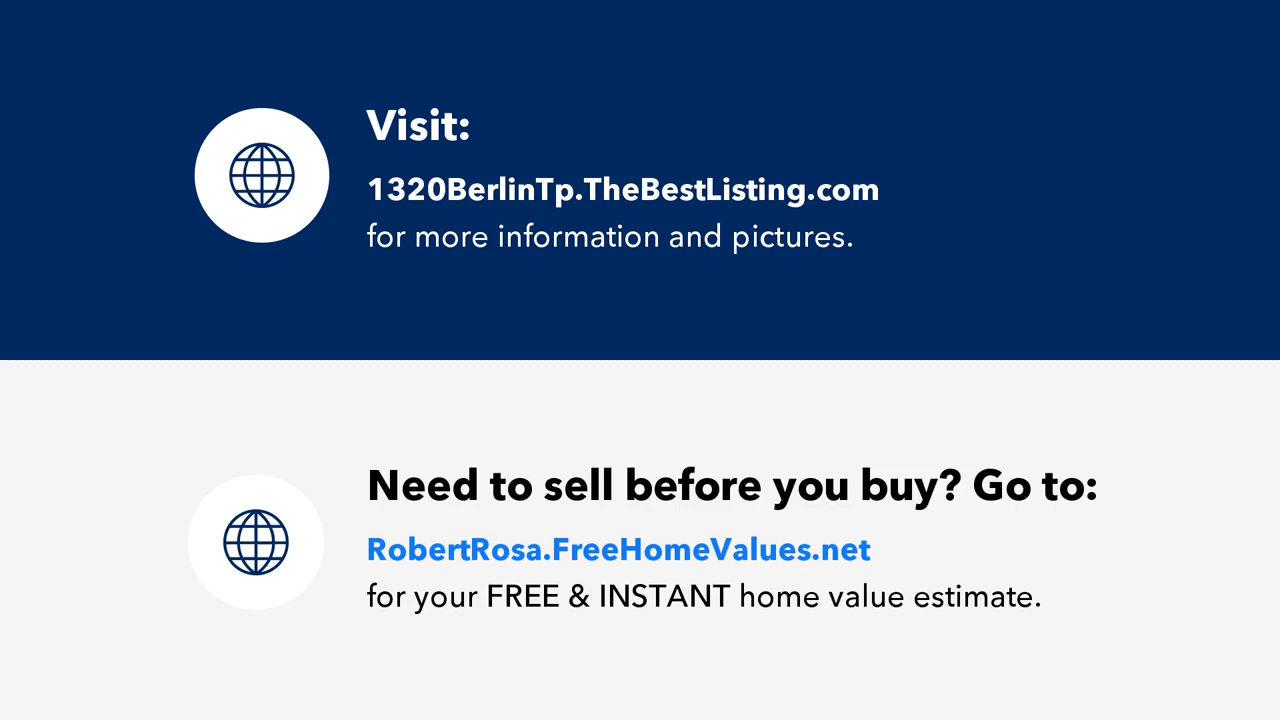 Visit:
1320BerlinTp.TheBestListing.com
for more information and pictures.
Need to sell before you buy? Go to:
RobertRosa.FreeHomeValues.net
for your FREE & INSTANT home value estimate.